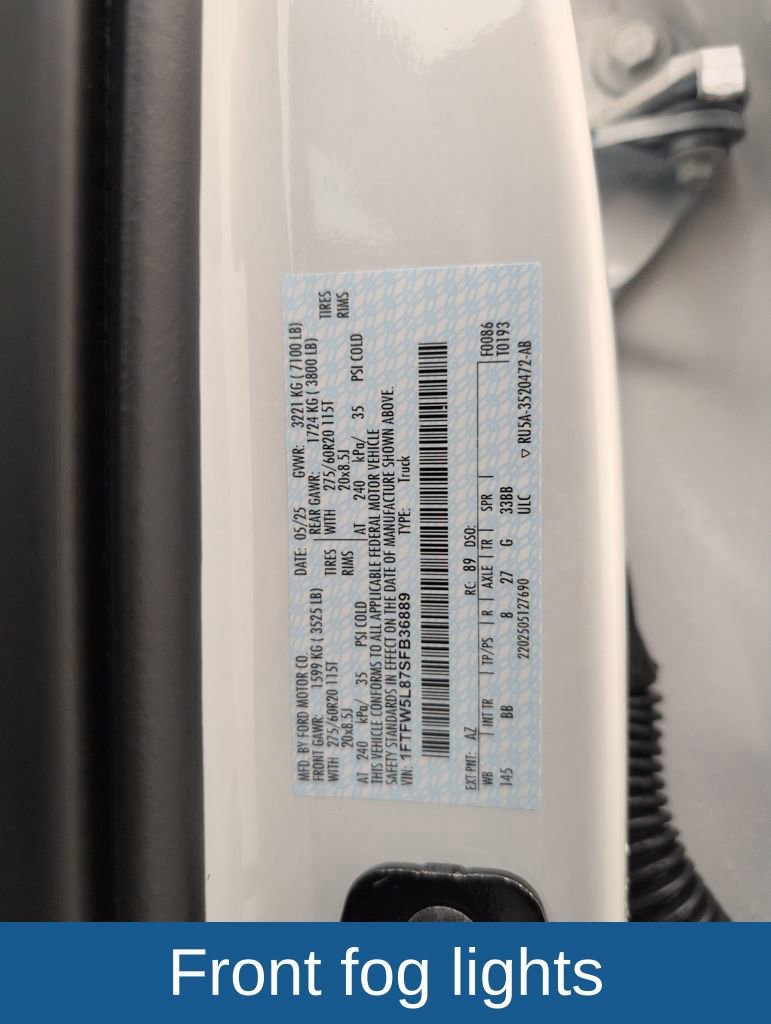 MFD. BY FORD MOTOR CO.
DATE: 05/25 GVWR: 3221 KG ( 7100 LB)
FRONT GAWR: 1599 KG ( 3525 LB) REAR GAWR: 1724 KG ( 3800 LB)
WITH 275/60R20 115T TIRES WITH 275/60R20 115T TIRES
20x8.5J RIMS 20x8.5J RIMS
AT 240 kPa/ 35 PSI COLD AT 240 kPa/ 35 PSI COLD
THIS VEHICLE CONFORMS TO ALL APPLICABLE FEDERAL MOTOR VEHICLE
SAFETY STANDARDS IN EFFECT ON THE DATE OF MANUFACTURE SHOWN ABOVE.
VIN: 1FTFW5L87SFB36889 TYPE: Truck
EXT PNT: AZ RC: 89 DSO: F0086
WB INT TR TP/PS R AXLE TR SPR T0193
145 BB 8 27 G 33BB
2202505127690 ULC ▽ RU5A-3520472-AB
Front fog lights